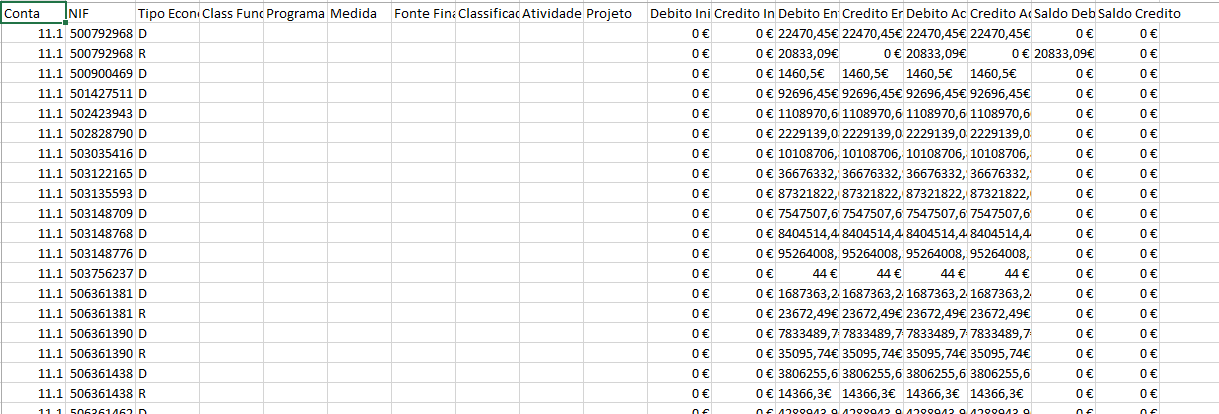 Conta NIF Tipo Econ Class Func Programa Medida Fonte Fina Classificac Atividade Projeto Debito Ini Credito In Debito En Credito En Debito Ac Credito Ac Saldo Deb Saldo Credito
11.1 500792968 D 0 € 0 € 22470,45€ 22470,45€ 22470,45€ 22470,45€ 0 € 0 €
11.1 500792968 R 0 € 0 € 20833,09€ 0 € 20833,09€ 0 € 20833,09€ 0 €
11.1 500900469 D 0 € 0 € 1460,5€ 1460,5€ 1460,5€ 1460,5€ 0 € 0 €
11.1 501427511 D 0 € 0 € 92696,45€ 92696,45€ 92696,45€ 92696,45€ 0 € 0 €
11.1 502423943 D 0 € 0 € 1108970,6 1108970,6 1108970,6 1108970,6 0 € 0 €
11.1 502828790 D 0 € 0 € 2229139,0 2229139,0 2229139,0 2229139,0 0 € 0 €
11.1 503035416 D 0 € 0 € 10108706, 10108706, 10108706, 10108706, 0 € 0 €
11.1 503122165 D 0 € 0 € 36676332, 36676332, 36676332, 36676332, 0 € 0 €
11.1 503135593 D 0 € 0 € 87321822, 87321822, 87321822, 87321822, 0 € 0 €
11.1 503148709 D 0 € 0 € 7547507,6 7547507,6 7547507,6 7547507,6 0 € 0 €
11.1 503148768 D 0 € 0 € 8404514,4 8404514,4 8404514,4 8404514,4 0 € 0 €
11.1 503148776 D 0 € 0 € 95264008, 95264008, 95264008, 95264008, 0 € 0 €
11.1 503756237 D 0 € 0 € 44 € 44 € 44 € 44 € 0 € 0 €
11.1 506361381 D 0 € 0 € 1687363,2 1687363,2 1687363,2 1687363,2 0 € 0 €
11.1 506361381 R 0 € 0 € 23672,49€ 23672,49€ 23672,49€ 23672,49€ 0 € 0 €
11.1 506361390 D 0 € 0 € 7833489,7 7833489,7 7833489,7 7833489,7 0 € 0 €
11.1 506361390 R 0 € 0 € 35095,74€ 35095,74€ 35095,74€ 35095,74€ 0 € 0 €
11.1 506361438 D 0 € 0 € 3806255,6 3806255,6 3806255,6 3806255,6 0 € 0 €
11.1 506361438 R 0 € 0 € 14366,3€ 14366,3€ 14366,3€ 14366,3€ 0 € 0 €
11.1 506361462 D 0 € 0 € 4288943,9 4288943,9 4288943,9 4288943,9 0 € 0 €